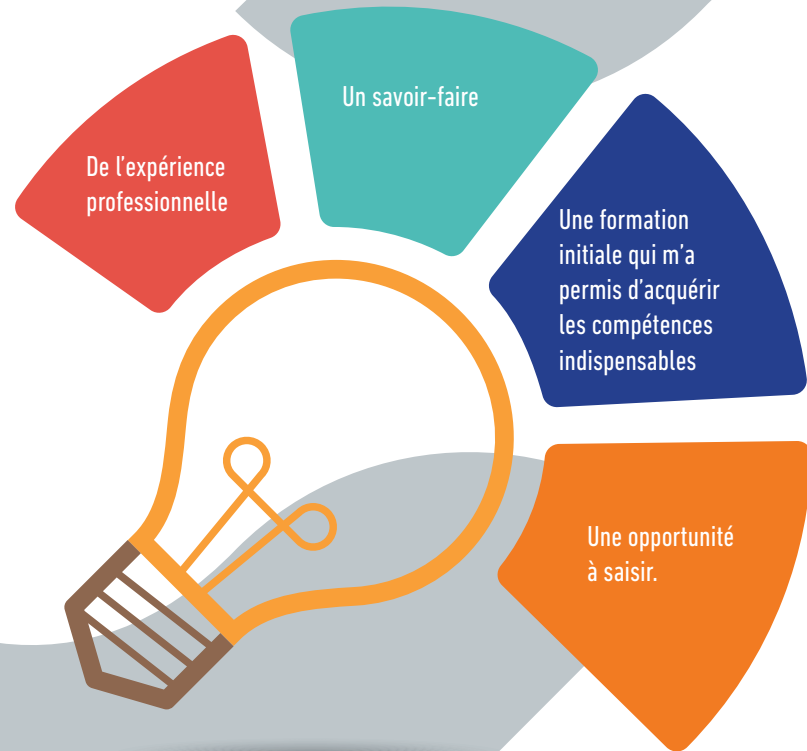 De l'expérience
professionnelle
Un savoir-faire
Une formation
initiale qui m'a
permis d'acquérir
les compétences
indispensables
Une opportunité
à saisir.